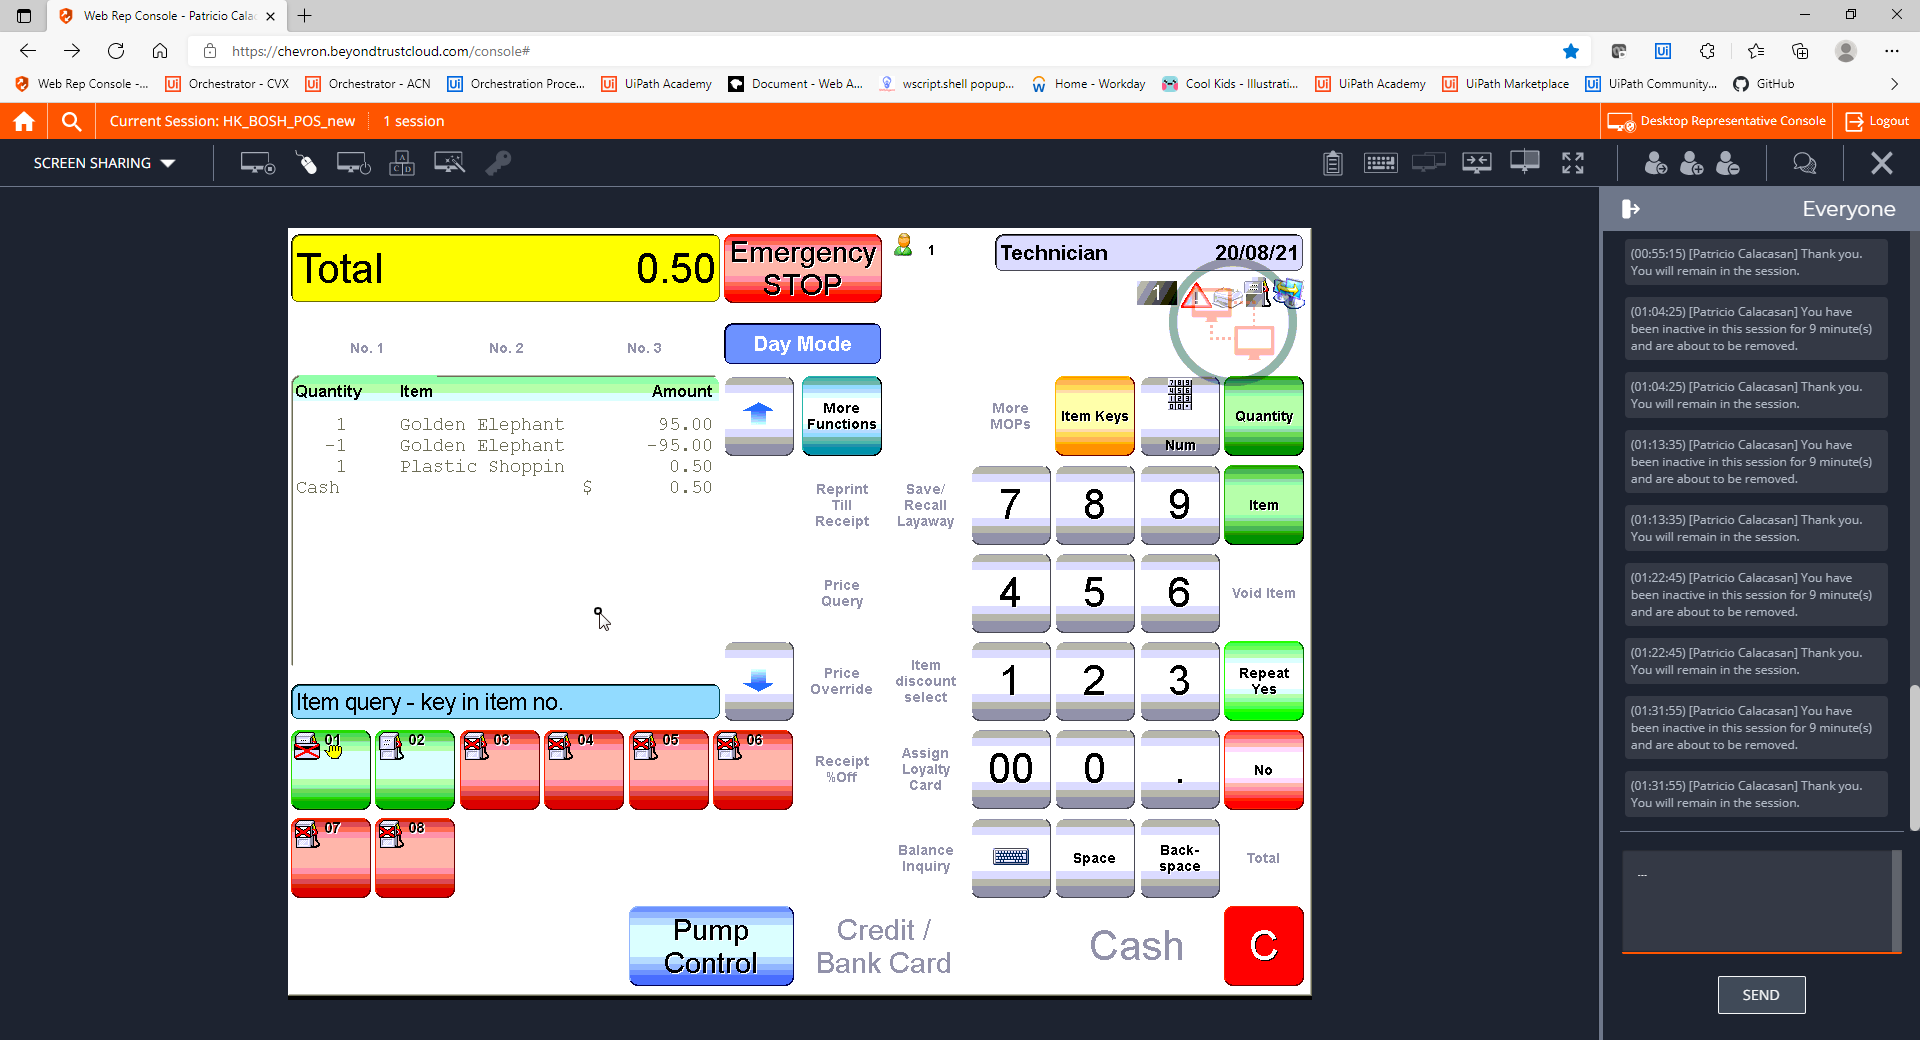 Web Rep Console - Patricio Cala
https://chevron.beyondtrustcloud.com/console#
Web Rep Console -...
Orchestrator - CVX
Orchestrator - ACN
Orchestration Proce...
UiPath Academy
Document - Web A...
wscript.shell popup...
Home - Workday
Cool Kids - Illustrati...
UiPath Academy
UiPath Marketplace
UiPath Community...
GitHub
Current Session: HK_BOSH_POS_new
1 session
Desktop Representative Console
Logout
SCREEN SHARING
Total 0.50
Emergency
STOP
1
Technician 20/08/21
1
No. 1 No. 2 No. 3
Day Mode
Quantity Item Amount
1 Golden Elephant 95.00
-1 Golden Elephant -95.00
1 Plastic Shoppin 0.50
Cash $ 0.50
Item query - key in item no.
More
Functions
More
MOPs
Item Keys
Num
Quantity
Reprint
Till
Receipt
Save/
Recall
Layaway
7 8 9
Item
Price
Query
4 5 6
Void Item
Price
Override
Item
discount
select
1 2 3
Repeat
Yes
01 02 03 04 05 06
Receipt
%Off
Assign
Loyalty
Card
00 0 .
No
07 08
Balance
Inquiry
Space
Back-
space
Total
Pump
Control
Credit /
Bank Card
Cash
C
Everyone
(00:55:15) [Patricio Calacasan] Thank you.
You will remain in the session.
(01:04:25) [Patricio Calacasan] You have
been inactive in this session for 9 minute(s)
and are about to be removed.
(01:04:25) [Patricio Calacasan] Thank you.
You will remain in the session.
(01:13:35) [Patricio Calacasan] You have
been inactive in this session for 9 minute(s)
and are about to be removed.
(01:13:35) [Patricio Calacasan] Thank you.
You will remain in the session.
(01:22:45) [Patricio Calacasan] You have
been inactive in this session for 9 minute(s)
and are about to be removed.
(01:22:45) [Patricio Calacasan] Thank you.
You will remain in the session.
(01:31:55) [Patricio Calacasan] You have
been inactive in this session for 9 minute(s)
and are about to be removed.
(01:31:55) [Patricio Calacasan] Thank you.
You will remain in the session.
---
SEND